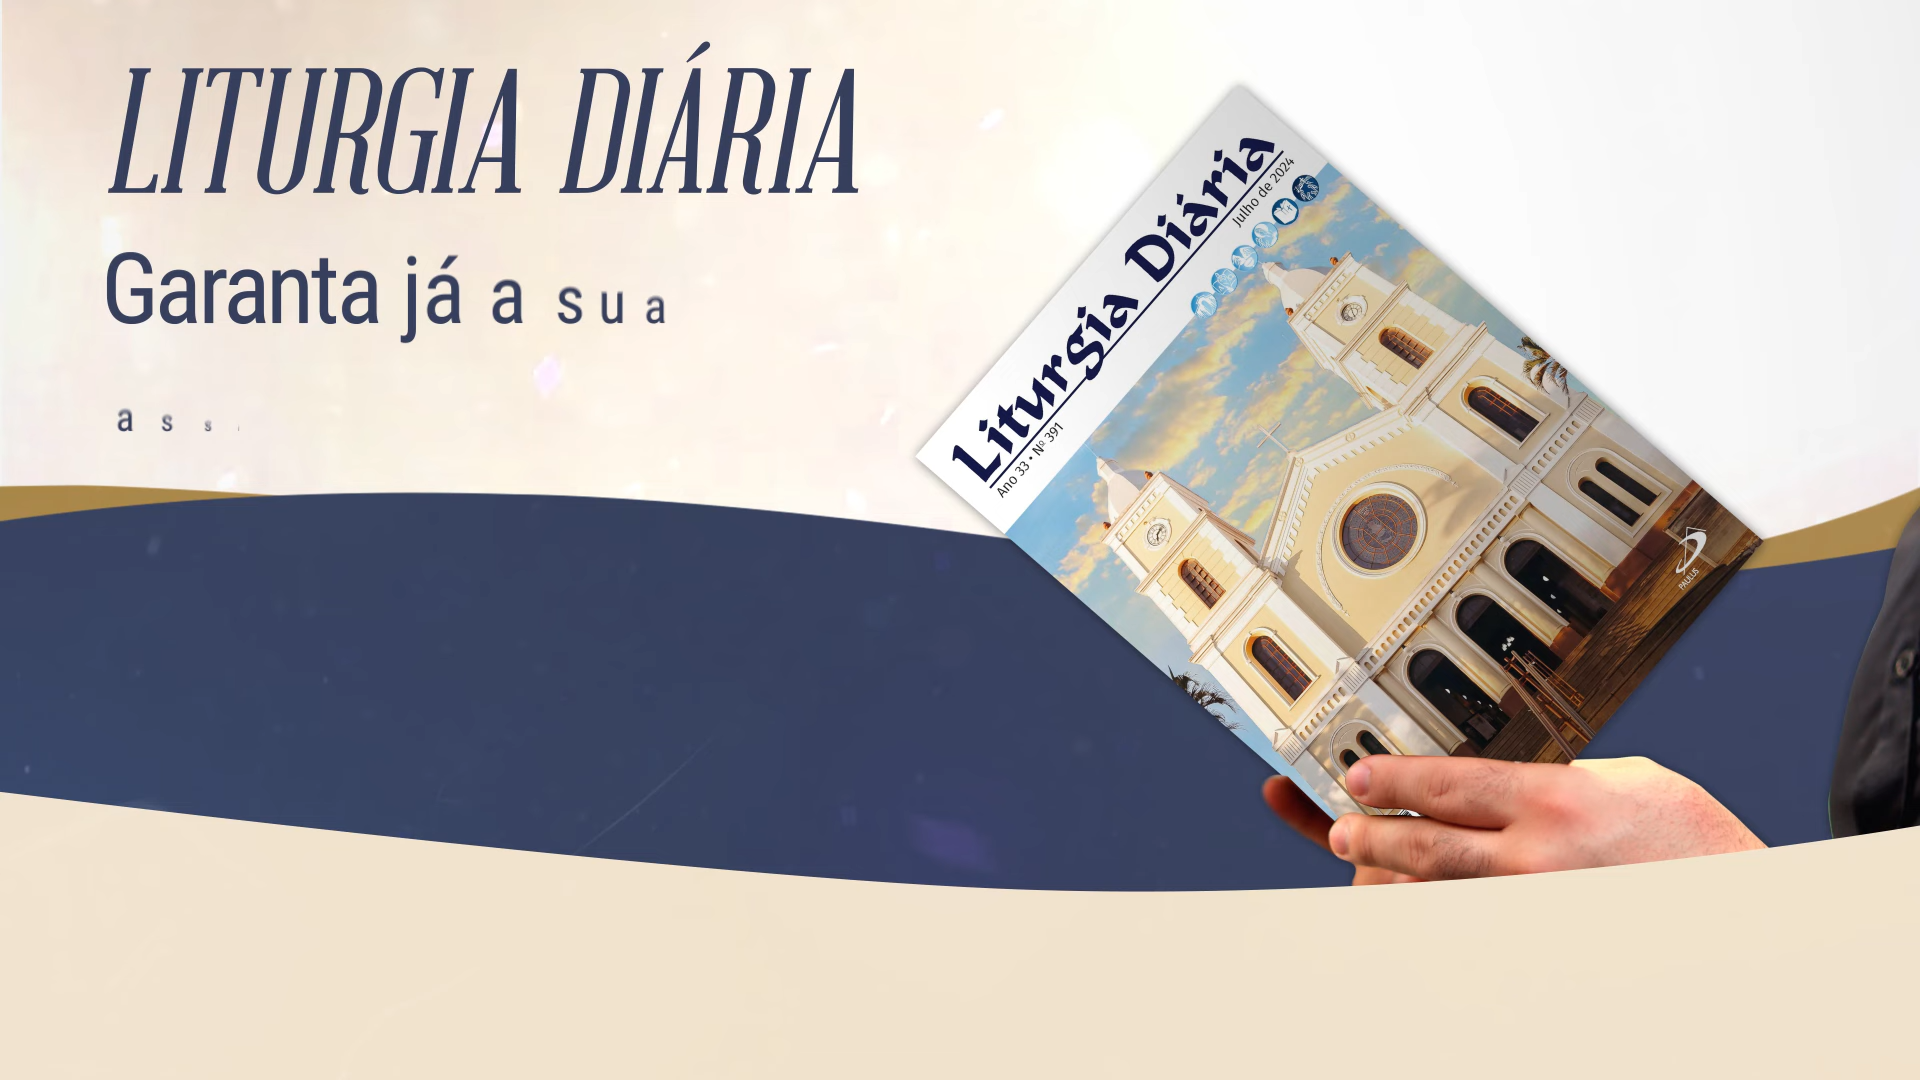 LITURGIA DIÁRIA
Garanta já a sua
a s s
Liturgia Diária
Ano 33 • Nº 391
Julho de 2024
PAULUS